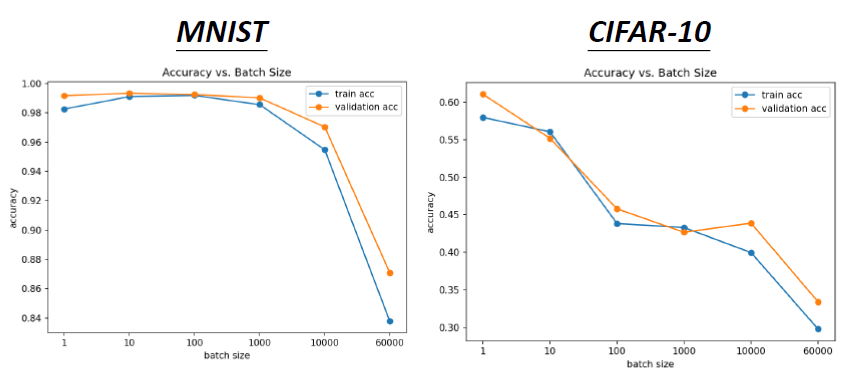 MNIST
Accuracy vs. Batch Size
train acc
validation acc
1.00
0.98
0.96
0.94
0.92
0.90
0.88
0.86
0.84
accuracy
1 10 100 1000 10000 60000
batch size
CIFAR-10
Accuracy vs. Batch Size
train acc
validation acc
0.60
0.55
0.50
0.45
0.40
0.35
0.30
accuracy
1 10 100 1000 10000 60000
batch size